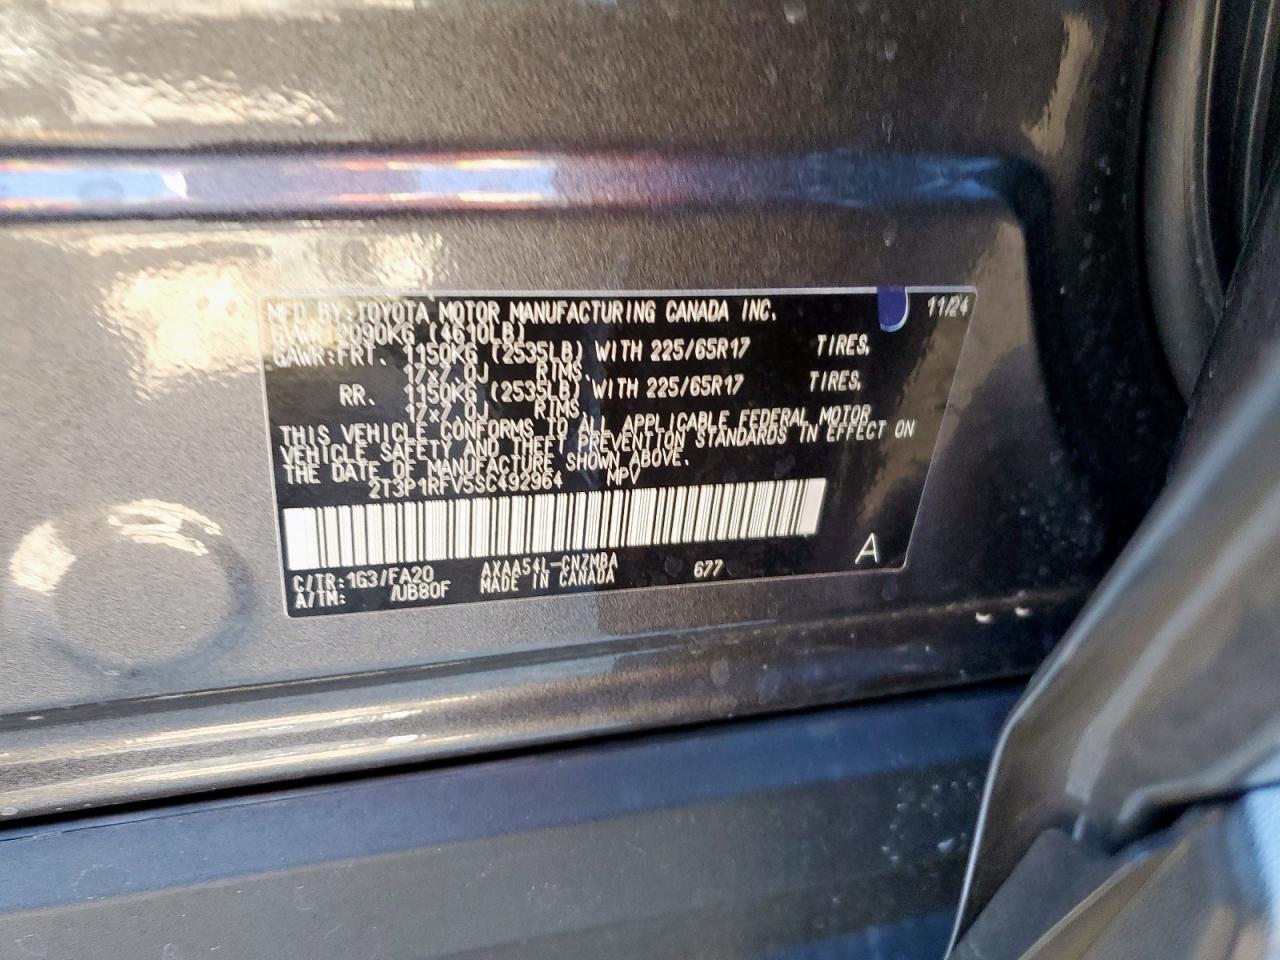 MFD BY:TOYOTA MOTOR MANUFACTURING CANADA INC. 11/24
GVWR 2090KG (4610LB)
GAWR:FRT. 1150KG (2535LB) WITH 225/65R17 TIRES,
17x7.0J RIMS.
RR. 1150KG (2535LB) WITH 225/65R17 TIRES,
17x7.0J RIMS.
THIS VEHICLE CONFORMS TO ALL APPLICABLE FEDERAL MOTOR
VEHICLE SAFETY AND THEFT PREVENTION STANDARDS IN EFFECT ON
THE DATE OF MANUFACTURE SHOWN ABOVE.
2T3P1RFV5SC492964 MPV
A
C/TR:1G3/FA20 AXAA54L-CNZMBA 677
A/TM: /UB80F MADE IN CANADA